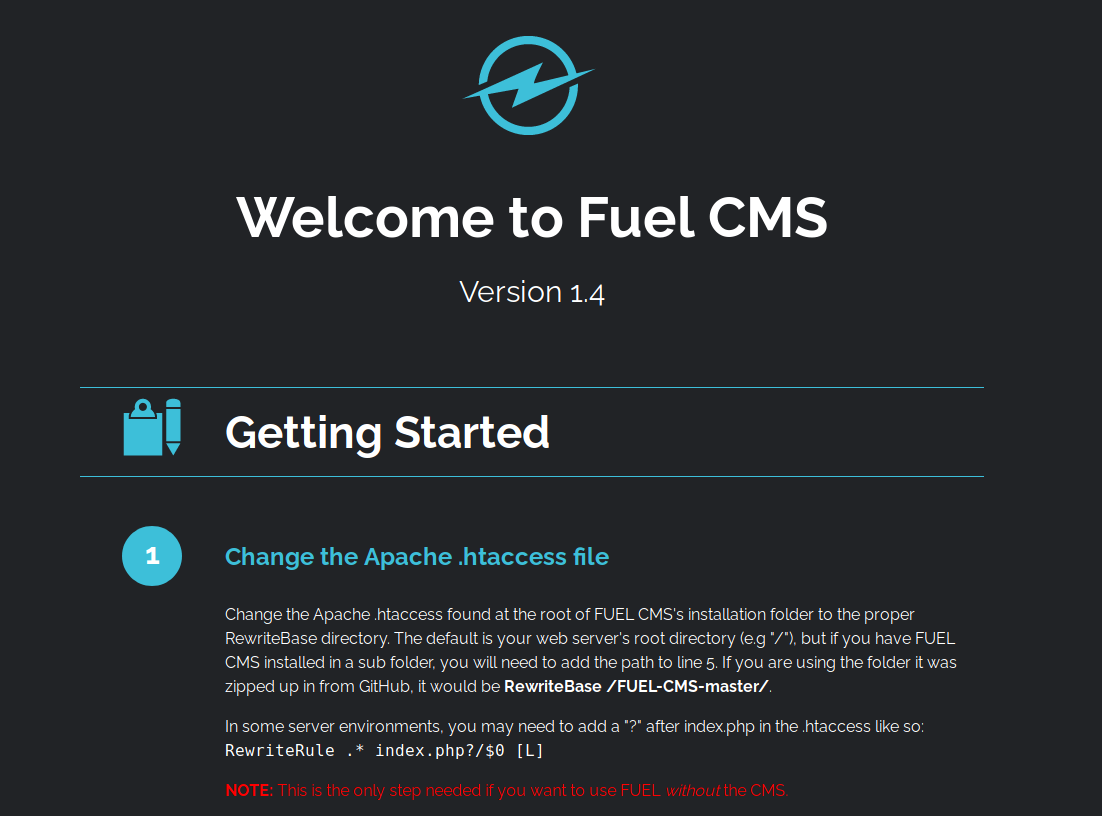 Welcome to Fuel CMS
Version 1.4
Getting Started
1
Change the Apache .htaccess file
Change the Apache .htaccess found at the root of FUEL CMS's installation folder to the proper
RewriteBase directory. The default is your web server's root directory (e.g "/"), but if you have FUEL
CMS installed in a sub folder, you will need to add the path to line 5. If you are using the folder it was
zipped up in from GitHub, it would be RewriteBase /FUEL-CMS-master/.
In some server environments, you may need to add a "?" after index.php in the .htaccess like so:
RewriteRule .* index.php?/$0 [L]
NOTE: This is the only step needed if you want to use FUEL without the CMS.